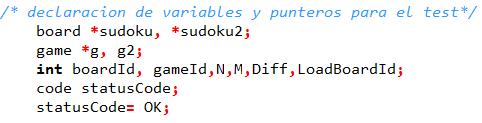 /* declaracion de variables y punteros para el test*/
board *sudoku, *sudoku2;
game *g, g2;
int boardId, gameId,N,M,Diff,LoadBoardId;
code statusCode;
statusCode= OK;